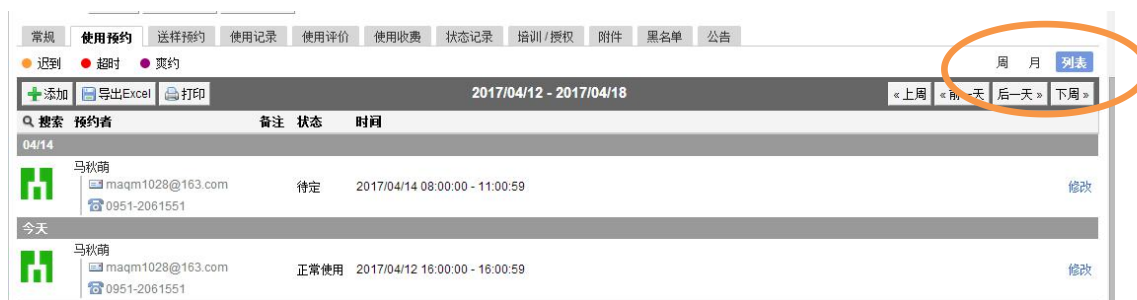 常规 使用预约 送样预约 使用记录 使用评价 使用收费 状态记录 培训/授权 附件 黑名单 公告
迟到 超时 爽约 周 月 列表
添加 导出Excel 打印 2017/04/12 - 2017/04/18 «上周 «前一天 后一天» 下周»
搜索 预约者 备注 状态 时间
04/14
马秋萌
maqm1028@163.com 待定 2017/04/14 08:00:00 - 11:00:59 修改
0951-2061551
今天
马秋萌
maqm1028@163.com 正常使用 2017/04/12 16:00:00 - 16:00:59 修改
0951-2061551